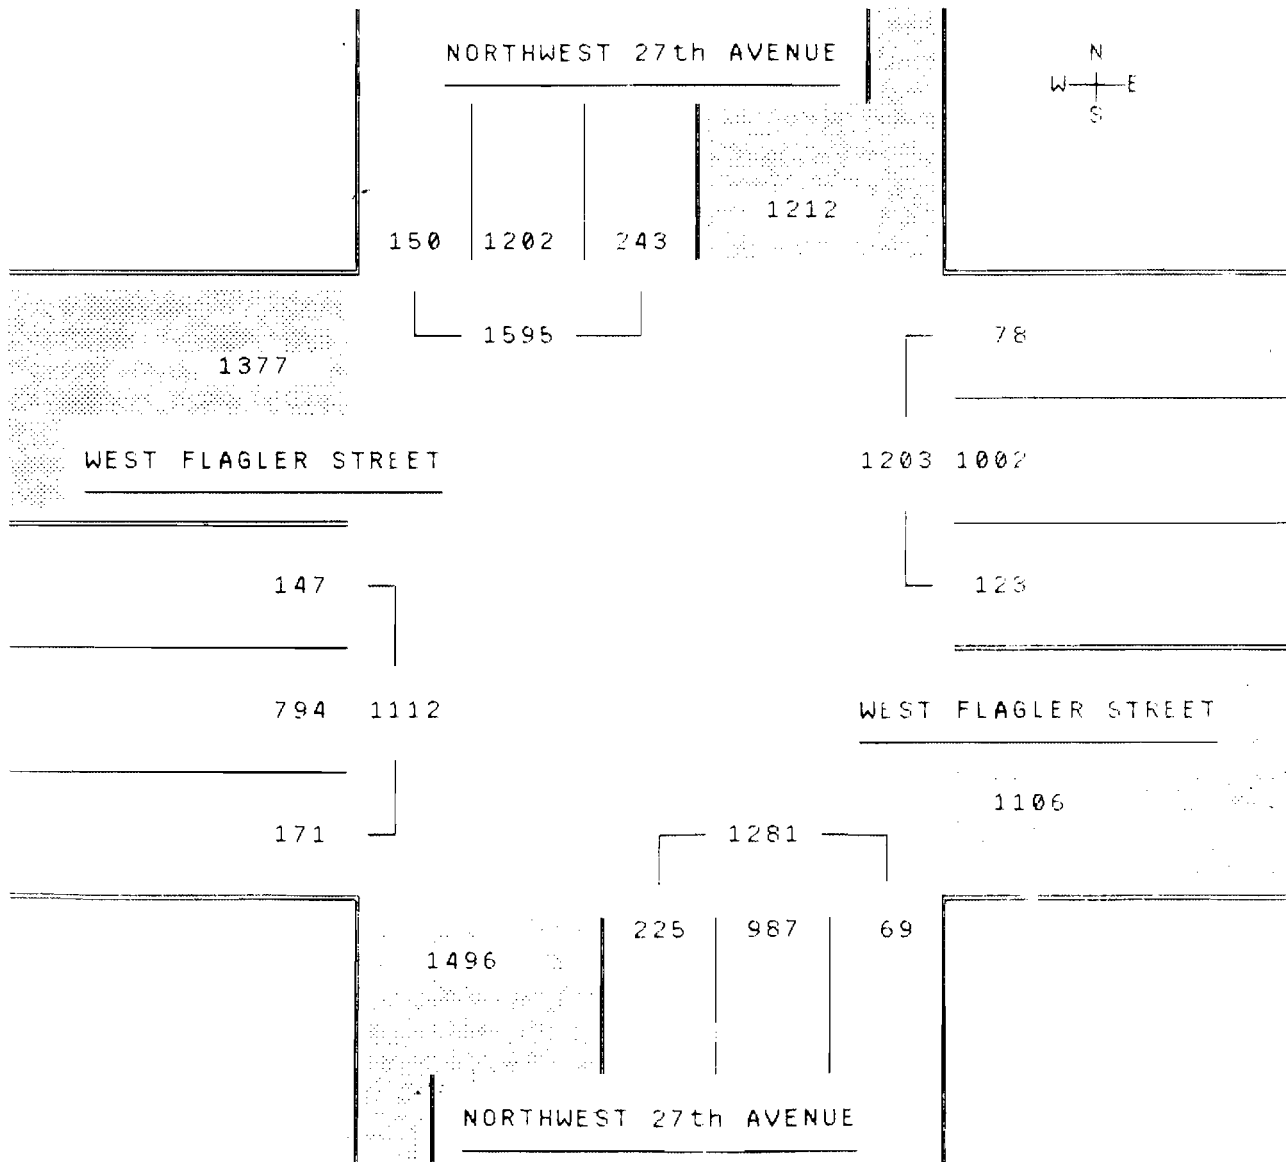 NORTHWEST 27th AVENUE
N
W E
S
1212
150 1202 243
1595 78
1377
WEST FLAGLER STREET 1203 1002
147 123
794 1112 WEST FLAGLER STREET
1106
171 1281
225 987 69
1496
NORTHWEST 27th AVENUE